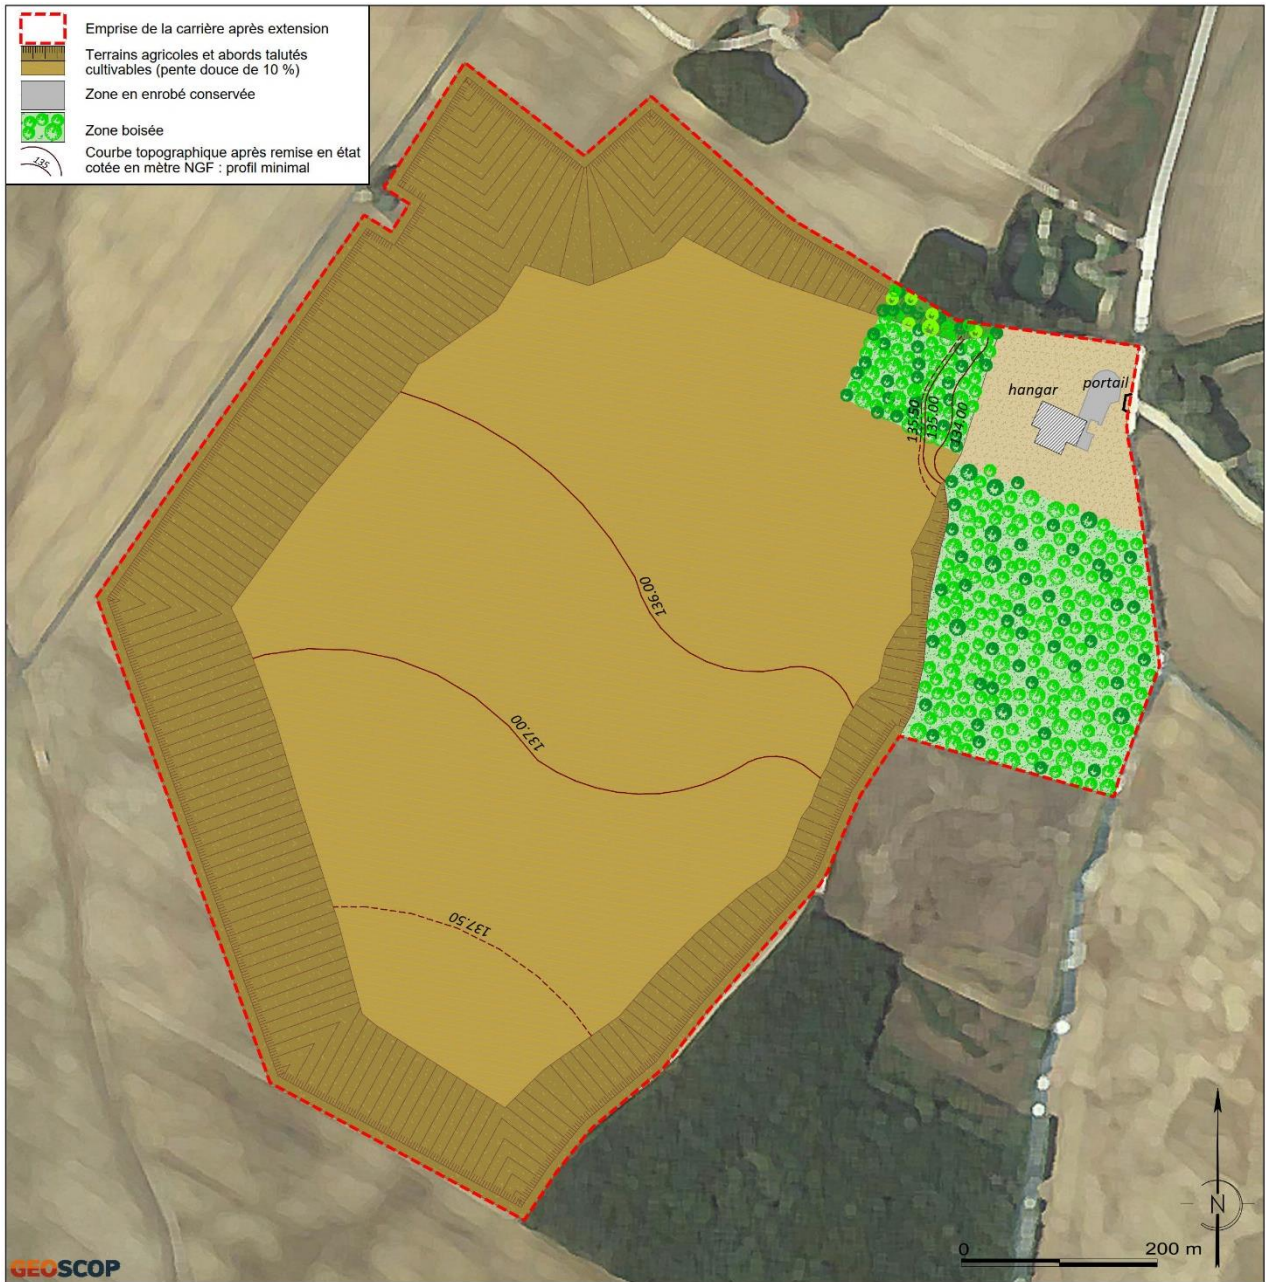 Emprise de la carrière après extension
Terrains agricoles et abords talutés
cultivables (pente douce de 10 %)
Zone en enrobé conservée
Zone boisée
135
Courbe topographique après remise en état
cotée en mètre NGF : profil minimal
hangar
portail
135.50
135.00
134.00
136.00
137.00
137.50
N
0
200 m
GEOSCOP